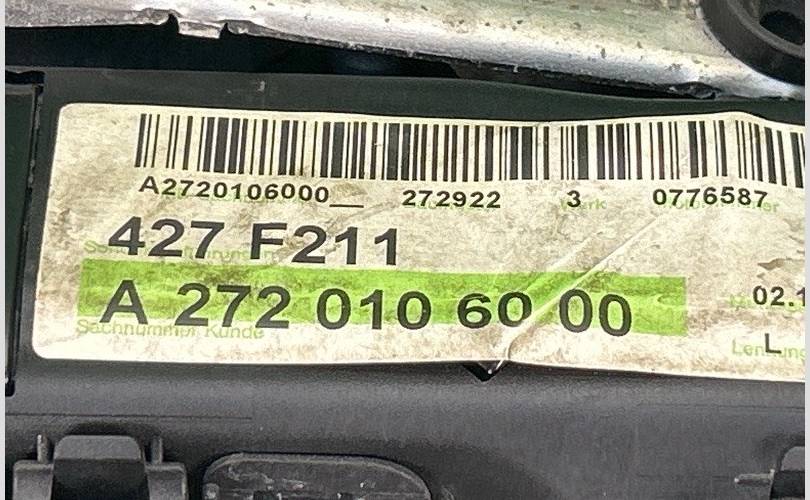 A2720106000__ 272922 3 0776587
427 F211
A 272 010 60 00
02.1
Sachnummer Kunde
L